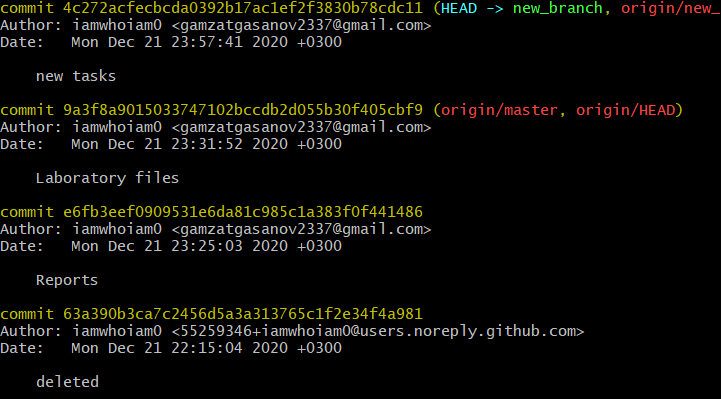 commit 4c272acfecbcda0392b17ac1ef2f3830b78cdc11 (HEAD -> new_branch, origin/new_
Author: iamwhoiam0 <gamzatgasanov2337@gmail.com>
Date:   Mon Dec 21 23:57:41 2020 +0300
    new tasks
commit 9a3f8a9015033747102bccdb2d055b30f405cbf9 (origin/master, origin/HEAD)
Author: iamwhoiam0 <gamzatgasanov2337@gmail.com>
Date:   Mon Dec 21 23:31:52 2020 +0300
    Laboratory files
commit e6fb3eef0909531e6da81c985c1a383f0f441486
Author: iamwhoiam0 <gamzatgasanov2337@gmail.com>
Date:   Mon Dec 21 23:25:03 2020 +0300
    Reports
commit 63a390b3ca7c2456d5a3a313765c1f2e34f4a981
Author: iamwhoiam0 <55259346+iamwhoiam0@users.noreply.github.com>
Date:   Mon Dec 21 22:15:04 2020 +0300
    deleted